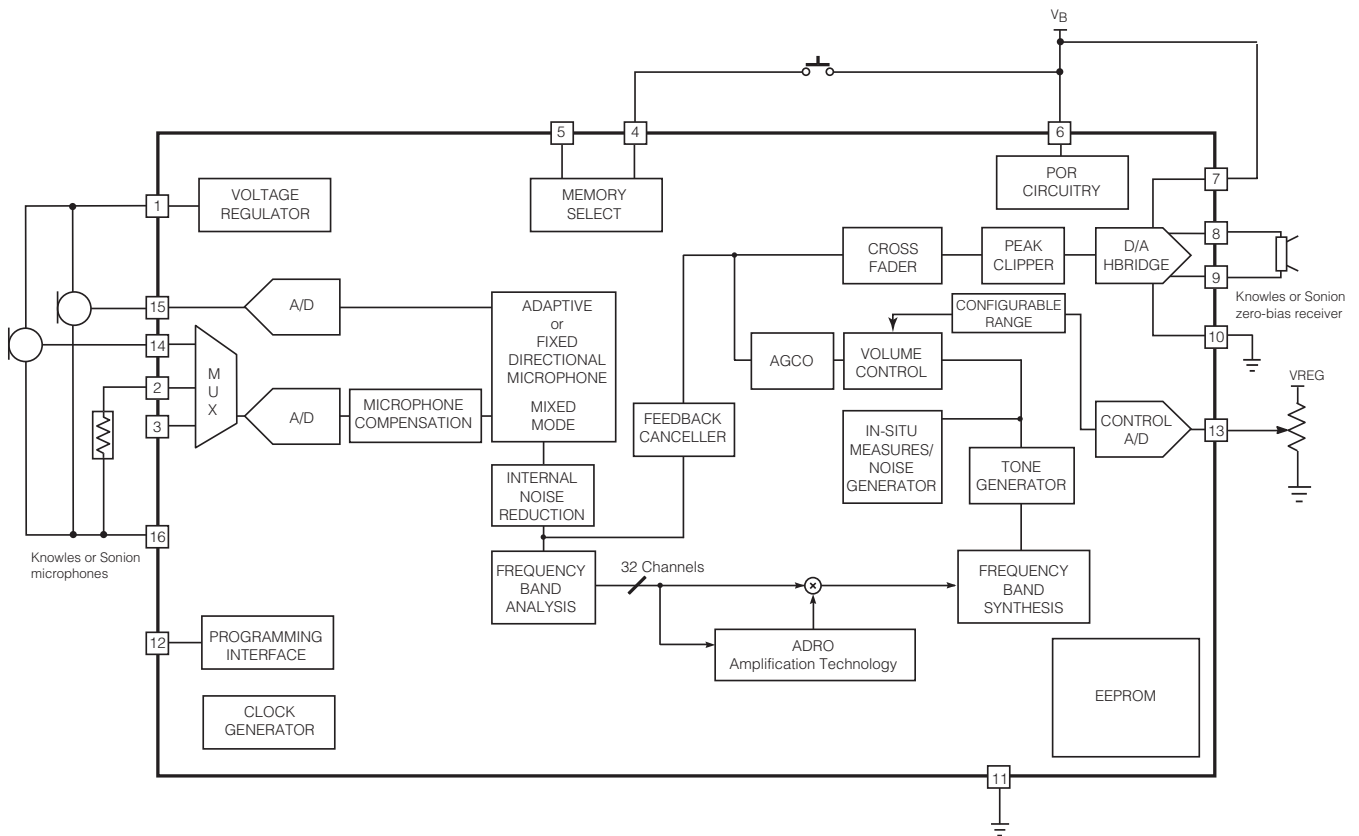 VB
5
4
6
POR
CIRCUITRY
7
1
VOLTAGE
REGULATOR
MEMORY
SELECT
8
CROSS
FADER
PEAK
CLIPPER
D/A
HBRIDGE
9
Knowles or Sonion
zero-bias receiver
15
A/D
ADAPTIVE
or
FIXED
DIRECTIONAL
MICROPHONE
MIXED
MODE
CONFIGURABLE
RANGE
10
14
MUX
2
3
AGCO
VOLUME
CONTROL
VREG
A/D
MICROPHONE
COMPENSATION
FEEDBACK
CANCELLER
IN-SITU
MEASURES/
NOISE
GENERATOR
CONTROL
A/D
13
TONE
GENERATOR
INTERNAL
NOISE
REDUCTION
16
Knowles or Sonion
microphones
FREQUENCY
BAND
ANALYSIS
32 Channels
×
FREQUENCY
BAND
SYNTHESIS
12
PROGRAMMING
INTERFACE
ADRO
Amplification Technology
CLOCK
GENERATOR
EEPROM
11